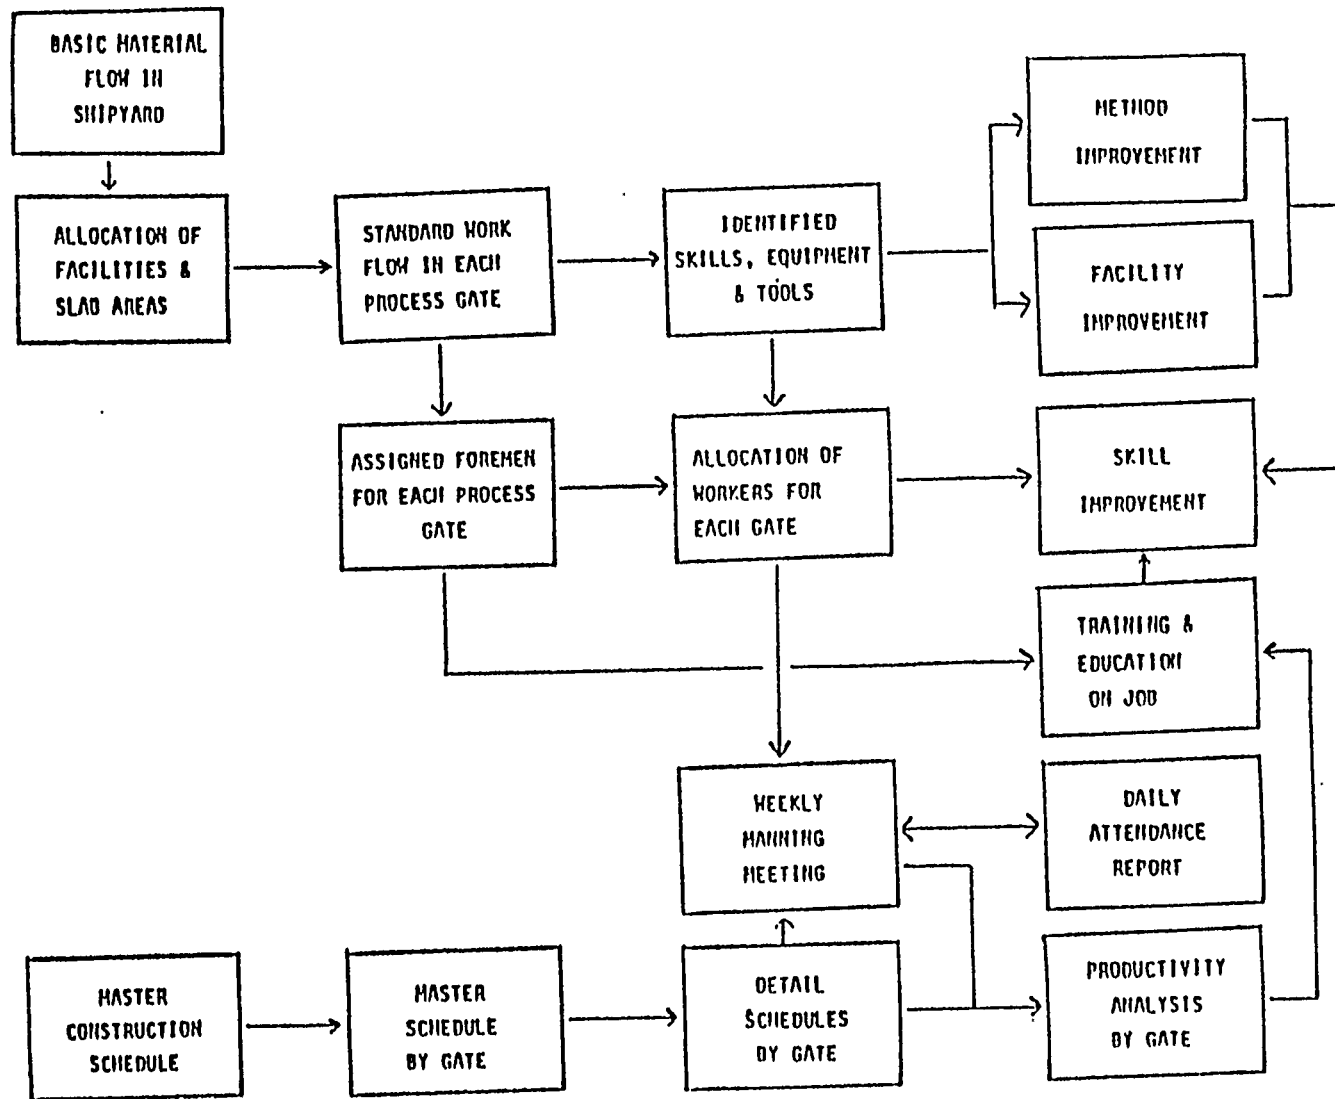 BASIC MATERIAL
FLOW IN
SHIPYARD
METHOD
IMPROVEMENT
ALLOCATION OF
FACILITIES &
SLAB AREAS
STANDARD WORK
FLOW IN EACH
PROCESS GATE
IDENTIFIED
SKILLS, EQUIPMENT
& TOOLS
FACILITY
IMPROVEMENT
ASSIGNED FOREMEN
FOR EACH PROCESS
GATE
ALLOCATION OF
WORKERS FOR
EACH GATE
SKILL
IMPROVEMENT
TRAINING &
EDUCATION
ON JOB
WEEKLY
MANNING
MEETING
DAILY
ATTENDANCE
REPORT
MASTER
CONSTRUCTION
SCHEDULE
MASTER
SCHEDULE
BY GATE
DETAIL
SCHEDULES
BY GATE
PRODUCTIVITY
ANALYSIS
BY GATE